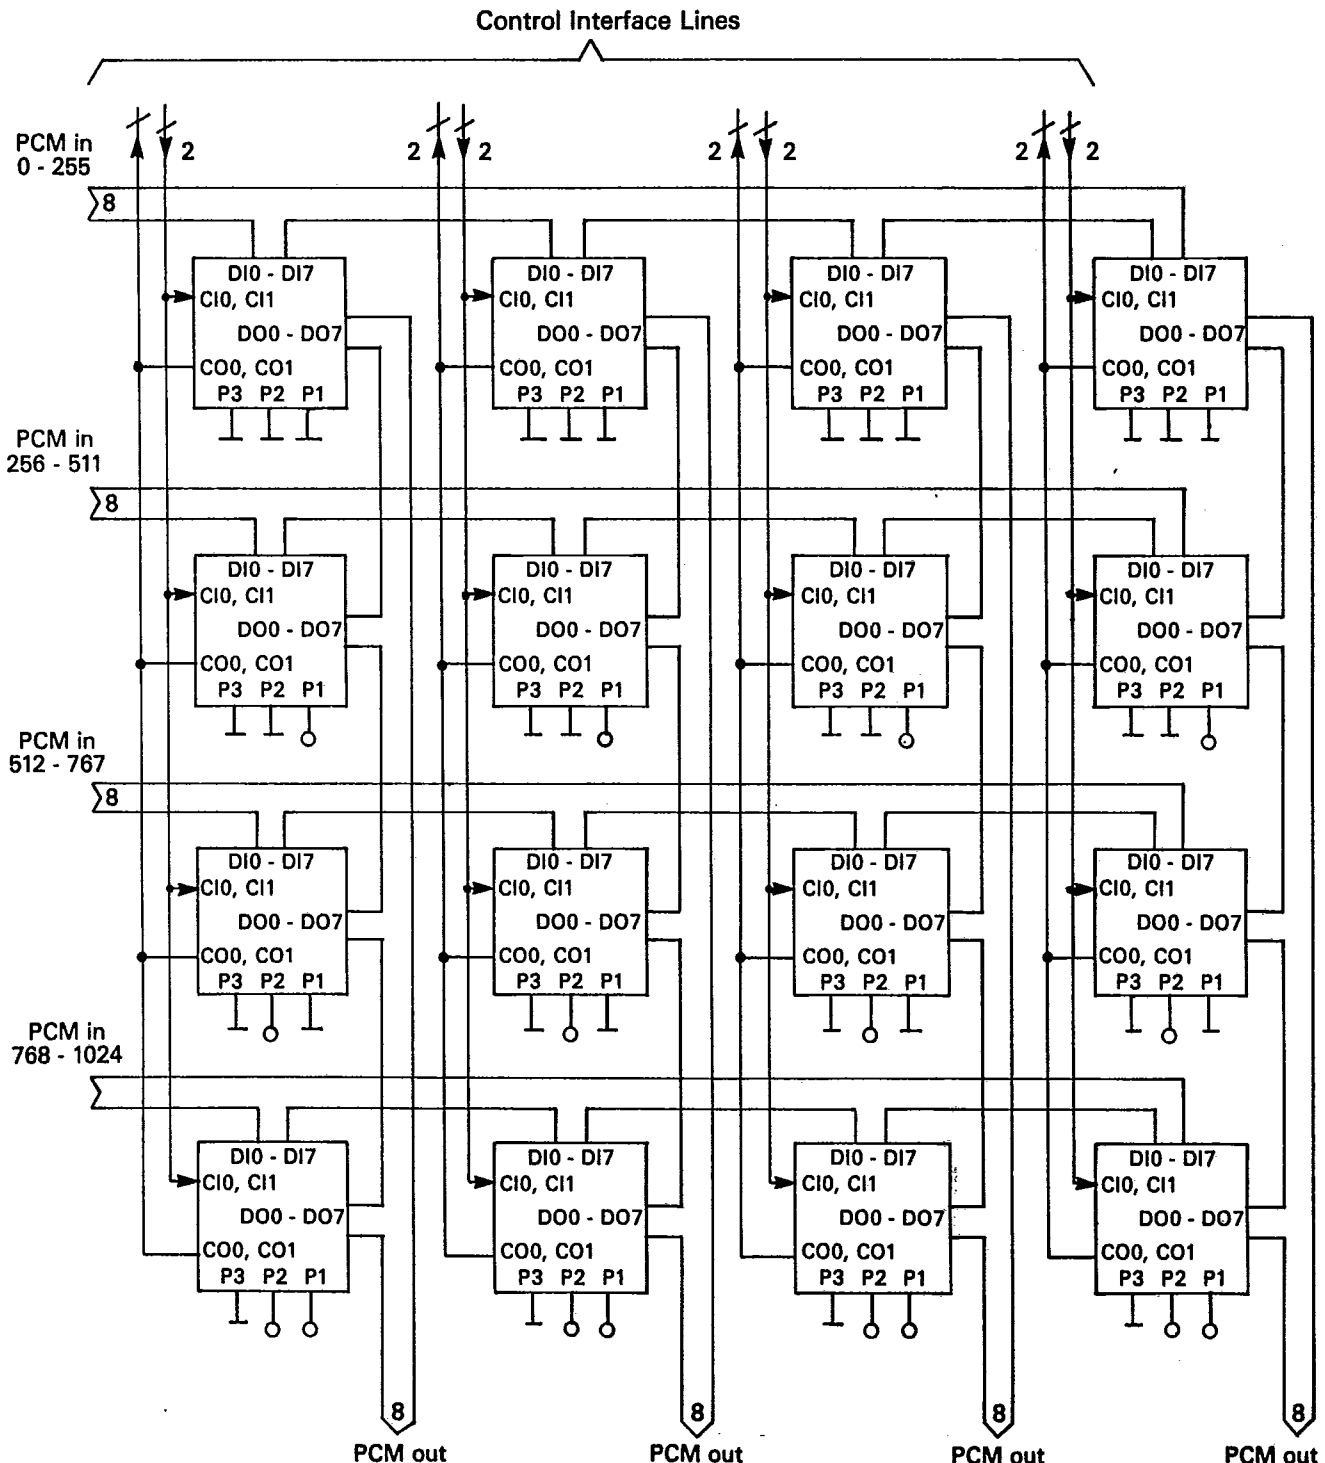 Control Interface Lines
PCM in
0 - 255
2 2 2 2 2 2 2
8
DI0 - DI7 DI0 - DI7 DI0 - DI7 DI0 - DI7
CI0, CI1 CI0, CI1 CI0, CI1 CI0, CI1
DO0 - DO7 DO0 - DO7 DO0 - DO7 DO0 - DO7
CO0, CO1 CO0, CO1 CO0, CO1 CO0, CO1
P3 P2 P1 P3 P2 P1 P3 P2 P1 P3 P2 P1
PCM in
256 - 511
8
DI0 - DI7 DI0 - DI7 DI0 - DI7 DI0 - DI7
CI0, CI1 CI0, CI1 CI0, CI1 CI0, CI1
DO0 - DO7 DO0 - DO7 DO0 - DO7 DO0 - DO7
CO0, CO1 CO0, CO1 CO0, CO1 CO0, CO1
P3 P2 P1 P3 P2 P1 P3 P2 P1 P3 P2 P1
PCM in
512 - 767
8
DI0 - DI7 DI0 - DI7 DI0 - DI7 DI0 - DI7
CI0, CI1 CI0, CI1 CI0, CI1 CI0, CI1
DO0 - DO7 DO0 - DO7 DO0 - DO7 DO0 - DO7
CO0, CO1 CO0, CO1 CO0, CO1 CO0, CO1
P3 P2 P1 P3 P2 P1 P3 P2 P1 P3 P2 P1
PCM in
768 - 1024
DI0 - DI7 DI0 - DI7 DI0 - DI7 DI0 - DI7
CI0, CI1 CI0, CI1 CI0, CI1 CI0, CI1
DO0 - DO7 DO0 - DO7 DO0 - DO7 DO0 - DO7
CO0, CO1 CO0, CO1 CO0, CO1 CO0, CO1
P3 P2 P1 P3 P2 P1 P3 P2 P1 P3 P2 P1
8 8 8 8
PCM out PCM out PCM out PCM out